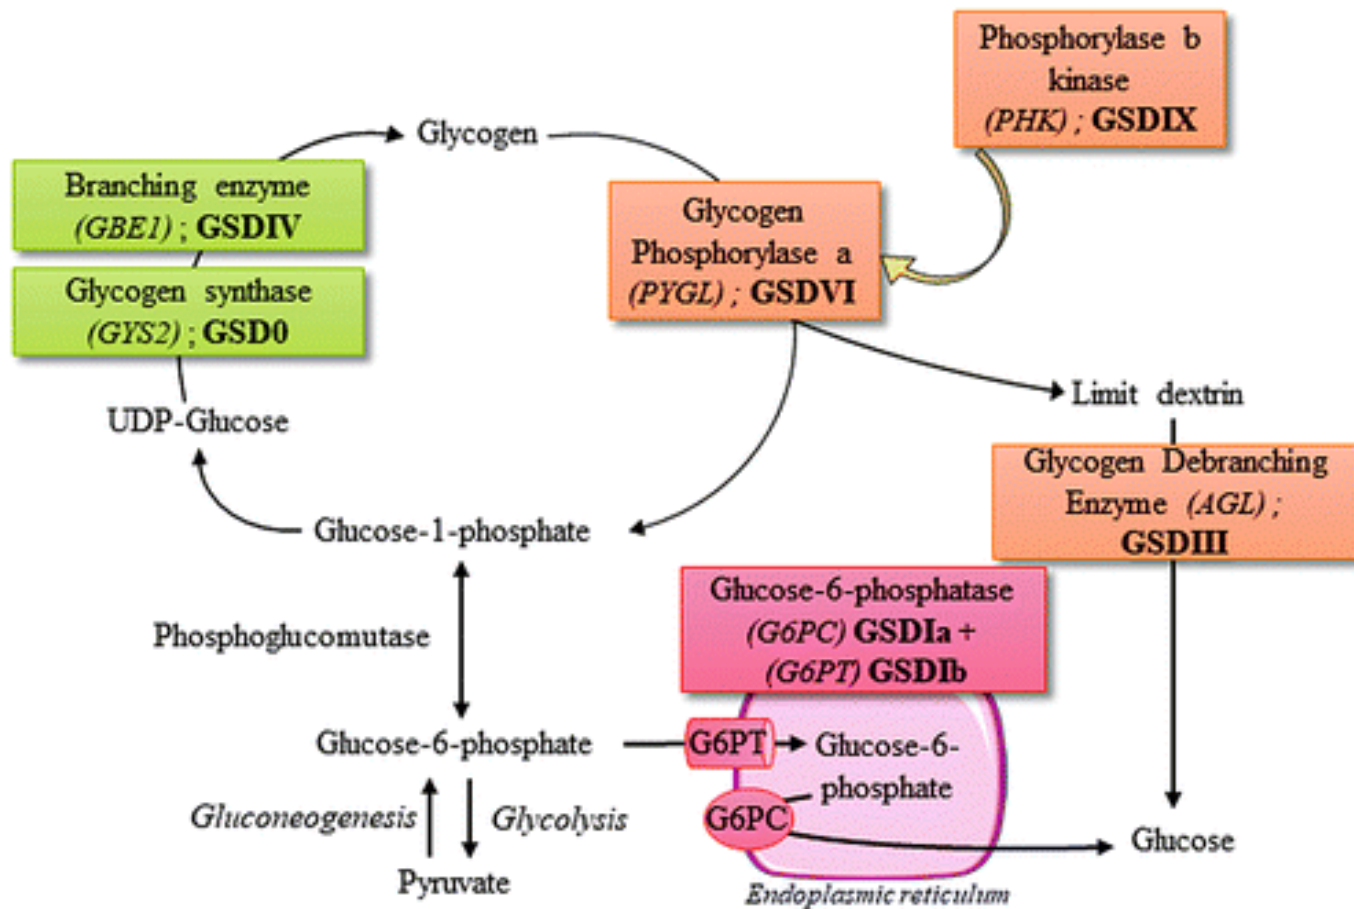 Phosphorylase b
kinase
(PHK) ; GSDIX
Glycogen
Branching enzyme
(GBE1) ; GSDIV
Glycogen
Phosphorylase a
(PYGL) ; GSDVI
Glycogen synthase
(GYS2) ; GSD0
Limit dextrin
UDP-Glucose
Glycogen Debranching
Enzyme (AGL) ;
GSDIII
Glucose-1-phosphate
Glucose-6-phosphatase
(G6PC) GSDIa +
(G6PT) GSDIb
Phosphoglucomutase
Glucose-6-phosphate
G6PT
Glucose-6-
phosphate
Gluconeogenesis
Glycolysis
G6PC
Glucose
Pyruvate
Endoplasmic reticulum